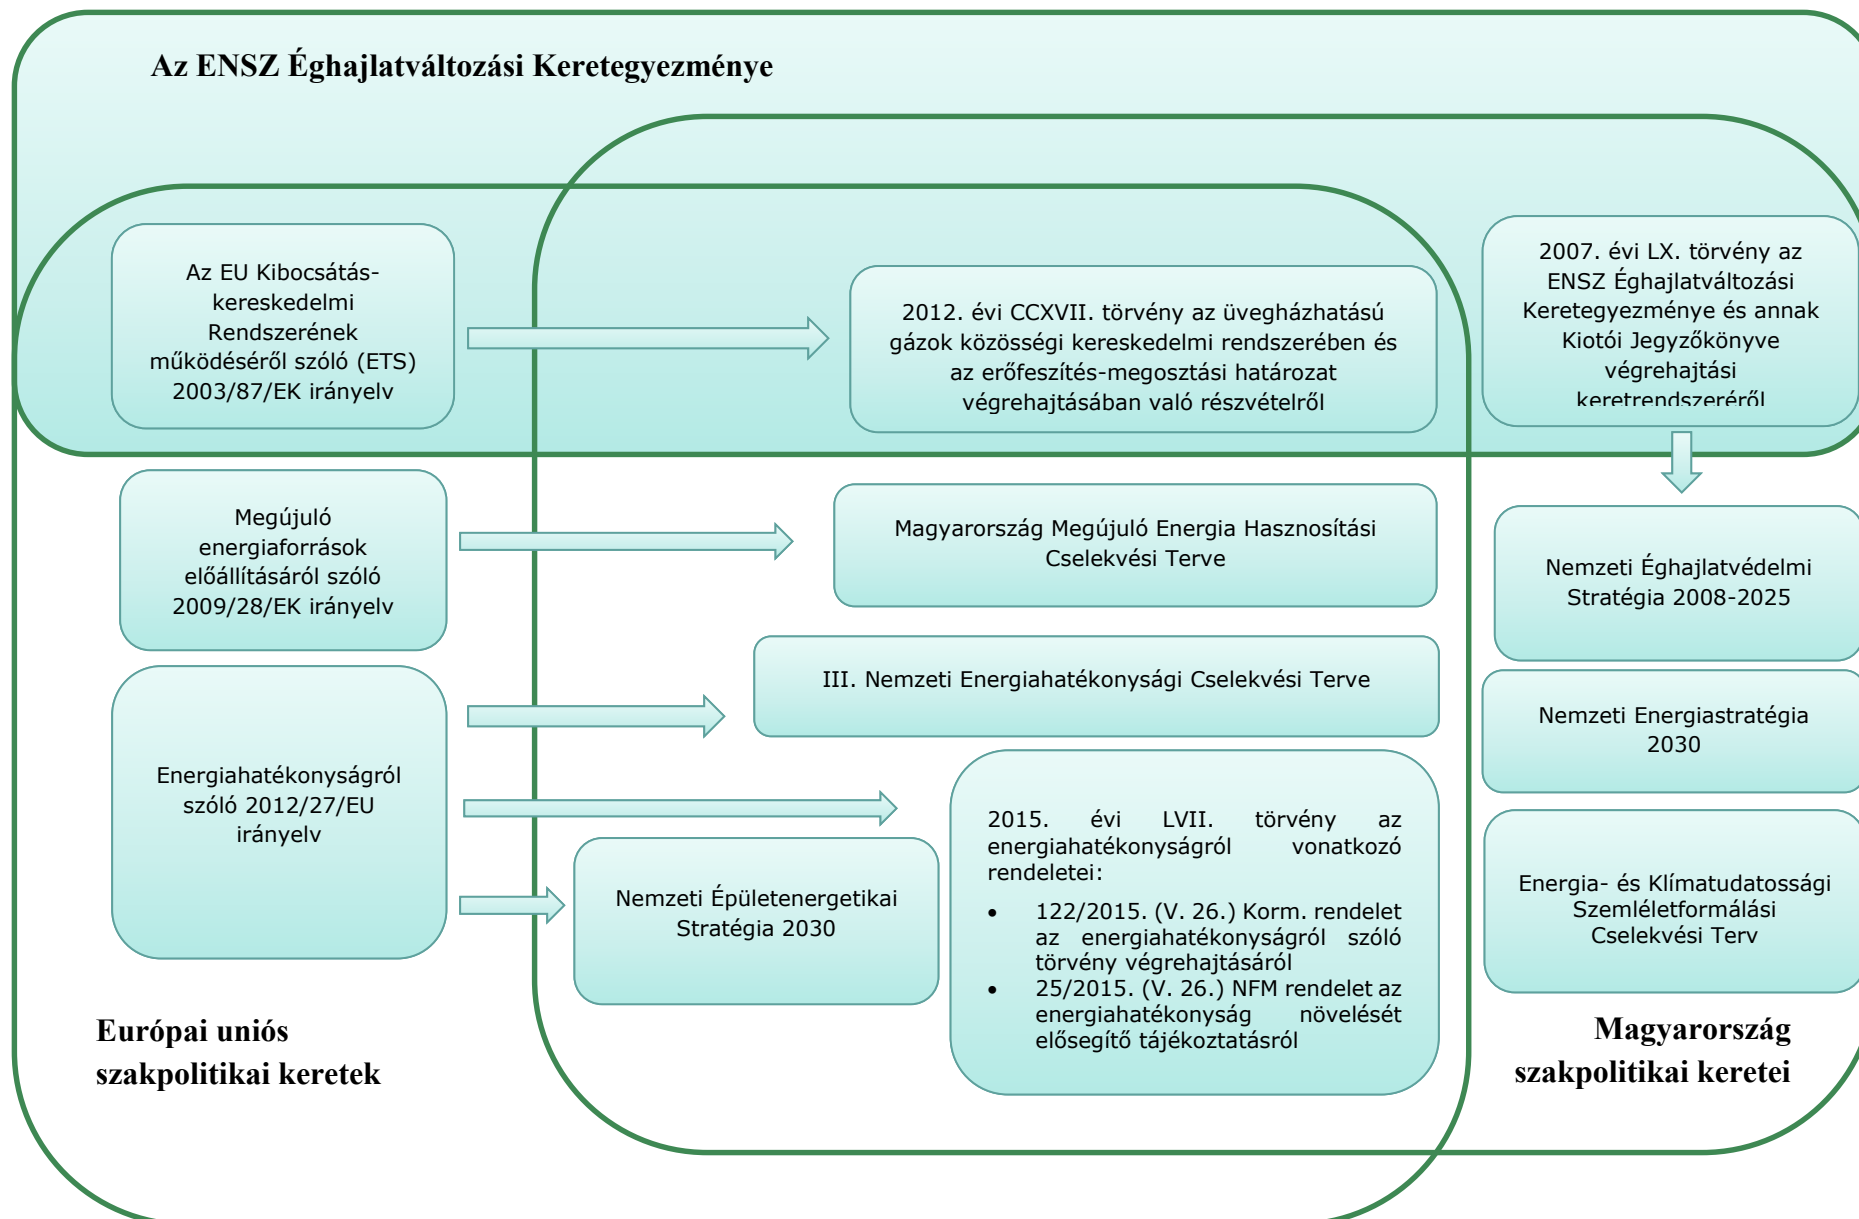 Az ENSZ Éghajlatváltozási Keretegyezménye
Az EU Kibocsátás-
kereskedelmi
Rendszerének
működéséről szóló (ETS)
2003/87/EK irányelv
2012. évi CCXVII. törvény az üvegházhatású
gázok közösségi kereskedelmi rendszerében és
az erőfeszítés-megosztási határozat
végrehajtásában való részvételről
2007. évi LX. törvény az
ENSZ Éghajlatváltozási
Keretegyezménye és annak
Kiotói Jegyzőkönyve
végrehajtási
keretrendszeréről
Megújuló
energiaforrások
előállításáról szóló
2009/28/EK irányelv
Magyarország Megújuló Energia Hasznosítási
Cselekvési Terve
Nemzeti Éghajlatvédelmi
Stratégia 2008-2025
III. Nemzeti Energiahatékonysági Cselekvési Terve
Nemzeti Energiastratégia
2030
Energiahatékonyságról
szóló 2012/27/EU
irányelv
Nemzeti Épületenergetikai
Stratégia 2030
2015. évi LVII. törvény az
energiahatékonyságról vonatkozó
rendeletei:
• 122/2015. (V. 26.) Korm. rendelet
az energiahatékonyságról szóló
törvény végrehajtásáról
• 25/2015. (V. 26.) NFM rendelet az
energiahatékonyság növelését
elősegítő tájékoztatásról
Energia- és Klímatudatossági
Szemléletformálási
Cselekvési Terv
Európai uniós
szakpolitikai keretek
Magyarország
szakpolitikai keretei